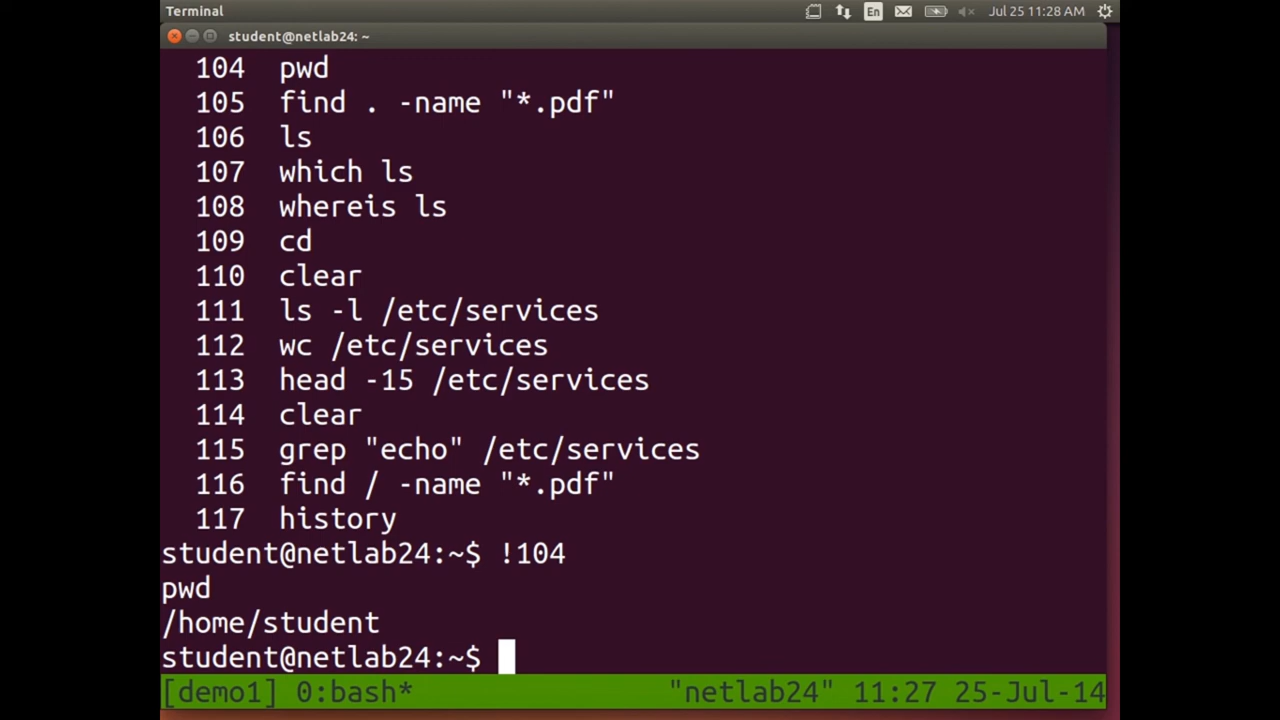 Terminal En Jul 25 11:28 AM
student@netlab24: ~
104 pwd
105 find . -name "*.pdf"
106 ls
107 which ls
108 whereis ls
109 cd
110 clear
111 ls -l /etc/services
112 wc /etc/services
113 head -15 /etc/services
114 clear
115 grep "echo" /etc/services
116 find / -name "*.pdf"
117 history
student@netlab24:~$ !104
pwd
/home/student
student@netlab24:~$
[demo1] 0:bash* "netlab24" 11:27 25-Jul-14